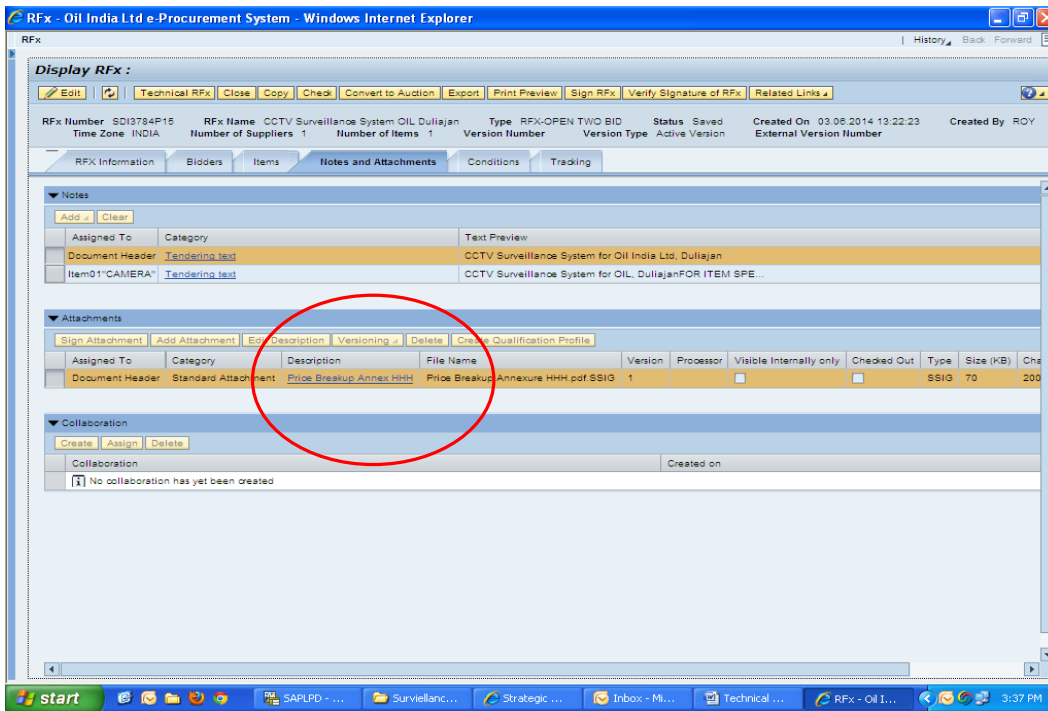 RFx - Oil India Ltd e-Procurement System - Windows Internet Explorer
RFx | History Back Forward
Display RFx :
Edit | | Technical RFx Close Copy Check Convert to Auction Export Print Preview Sign RFx Verify Signature of RFx Related Links
RFx Number SDI3784P15 RFx Name CCTV Surveillance System OIL Duliajan Type RFX-OPEN TWO BID Status Saved Created On 03.06.2014 13:22:23 Created By ROY
Time Zone INDIA Number of Suppliers 1 Number of Items 1 Version Number Version Type Active Version External Version Number
RFX Information Bidders Items Notes and Attachments Conditions Tracking
Notes
Add Clear
Assigned To Category Text Preview
Document Header Tendering text CCTV Surveillance System for Oil India Ltd, Duliajan
Item01"CAMERA" Tendering text CCTV Surveillance System for OIL, DuliajanFOR ITEM SPE...
Attachments
Sign Attachment Add Attachment Edit Description Versioning Delete Create Qualification Profile
Assigned To Category Description File Name Version Processor Visible Internally only Checked Out Type Size (KB) Cha
Document Header Standard Attachment Price Breakup Annex HHH Price Breakup Annexure HHH.pdf.SSIG 1 SSIG 70 200
Collaboration
Create Assign Delete
Collaboration Created on
No collaboration has yet been created
start SAPLPD - ... Surviellanc... Strategic ... Inbox - Mi... Technical ... RFx - Oil I... 3:37 PM